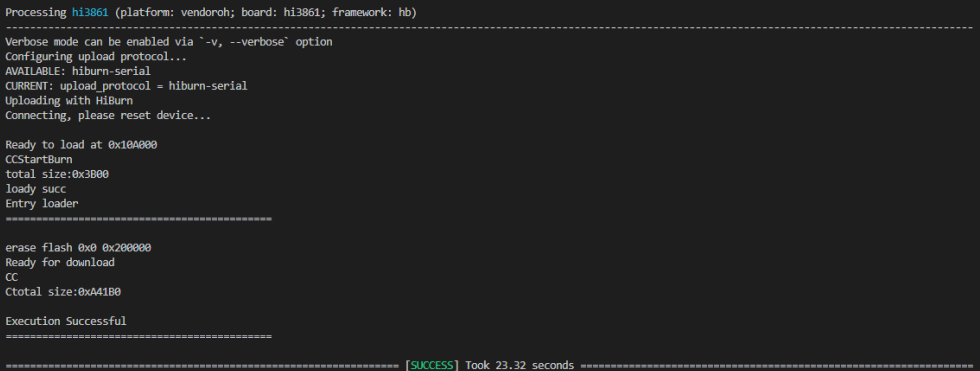 Processing hi3861 (platform: vendoroh; board: hi3861; framework: hb)
--------------------------------------------------------------------------------
Verbose mode can be enabled via `-v, --verbose` option
Configuring upload protocol...
AVAILABLE: hiburn-serial
CURRENT: upload_protocol = hiburn-serial
Uploading with HiBurn
Connecting, please reset device...
Ready to load at 0x10A000
CCStartBurn
total size:0x3B00
loady succ
Entry loader
============================================
erase flash 0x0 0x200000
Ready for download
CC
Ctotal size:0xA41B0
Execution Successful
============================================
================================================================= [SUCCESS] Took 23.32 seconds =================================================================